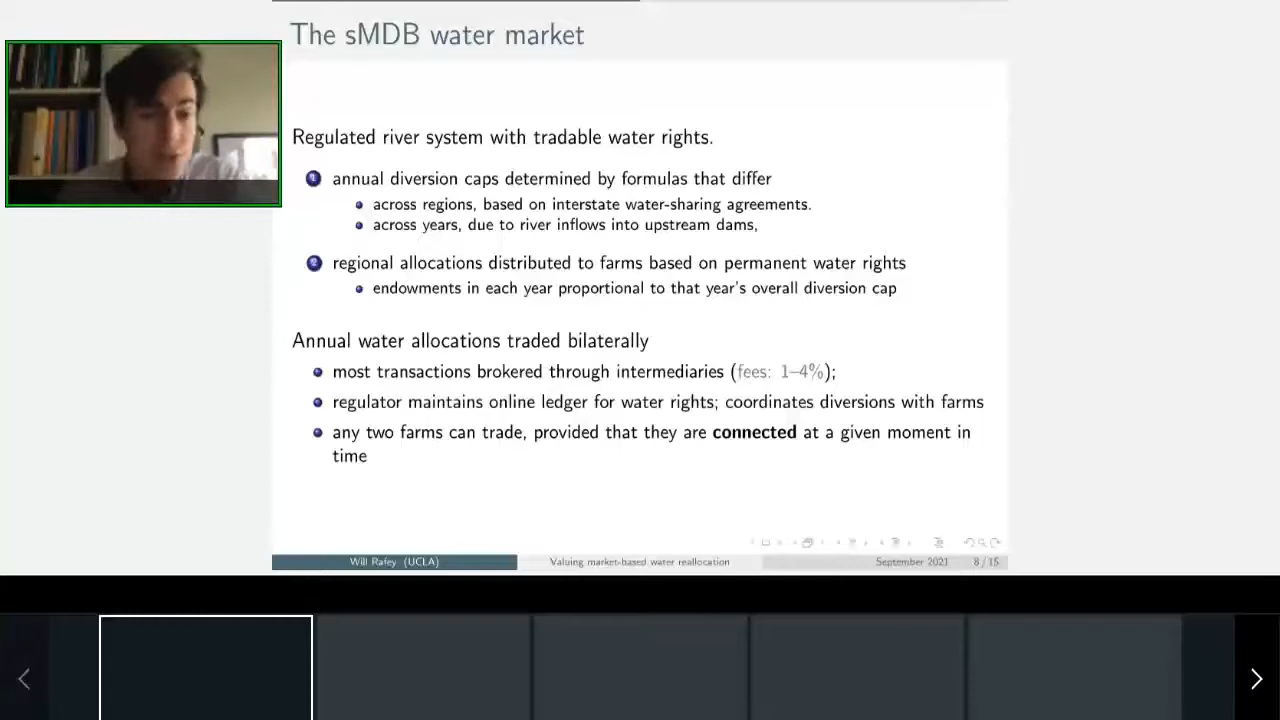 The sMDB water market
Regulated river system with tradable water rights.
1 annual diversion caps determined by formulas that differ
across regions, based on interstate water-sharing agreements.
across years, due to river inflows into upstream dams,
2 regional allocations distributed to farms based on permanent water rights
endowments in each year proportional to that year's overall diversion cap
Annual water allocations traded bilaterally
most transactions brokered through intermediaries (fees: 1–4%);
regulator maintains online ledger for water rights; coordinates diversions with farms
any two farms can trade, provided that they are connected at a given moment in
time
Will Rafey (UCLA) Valuing market-based water reallocation September 2021 8 / 15